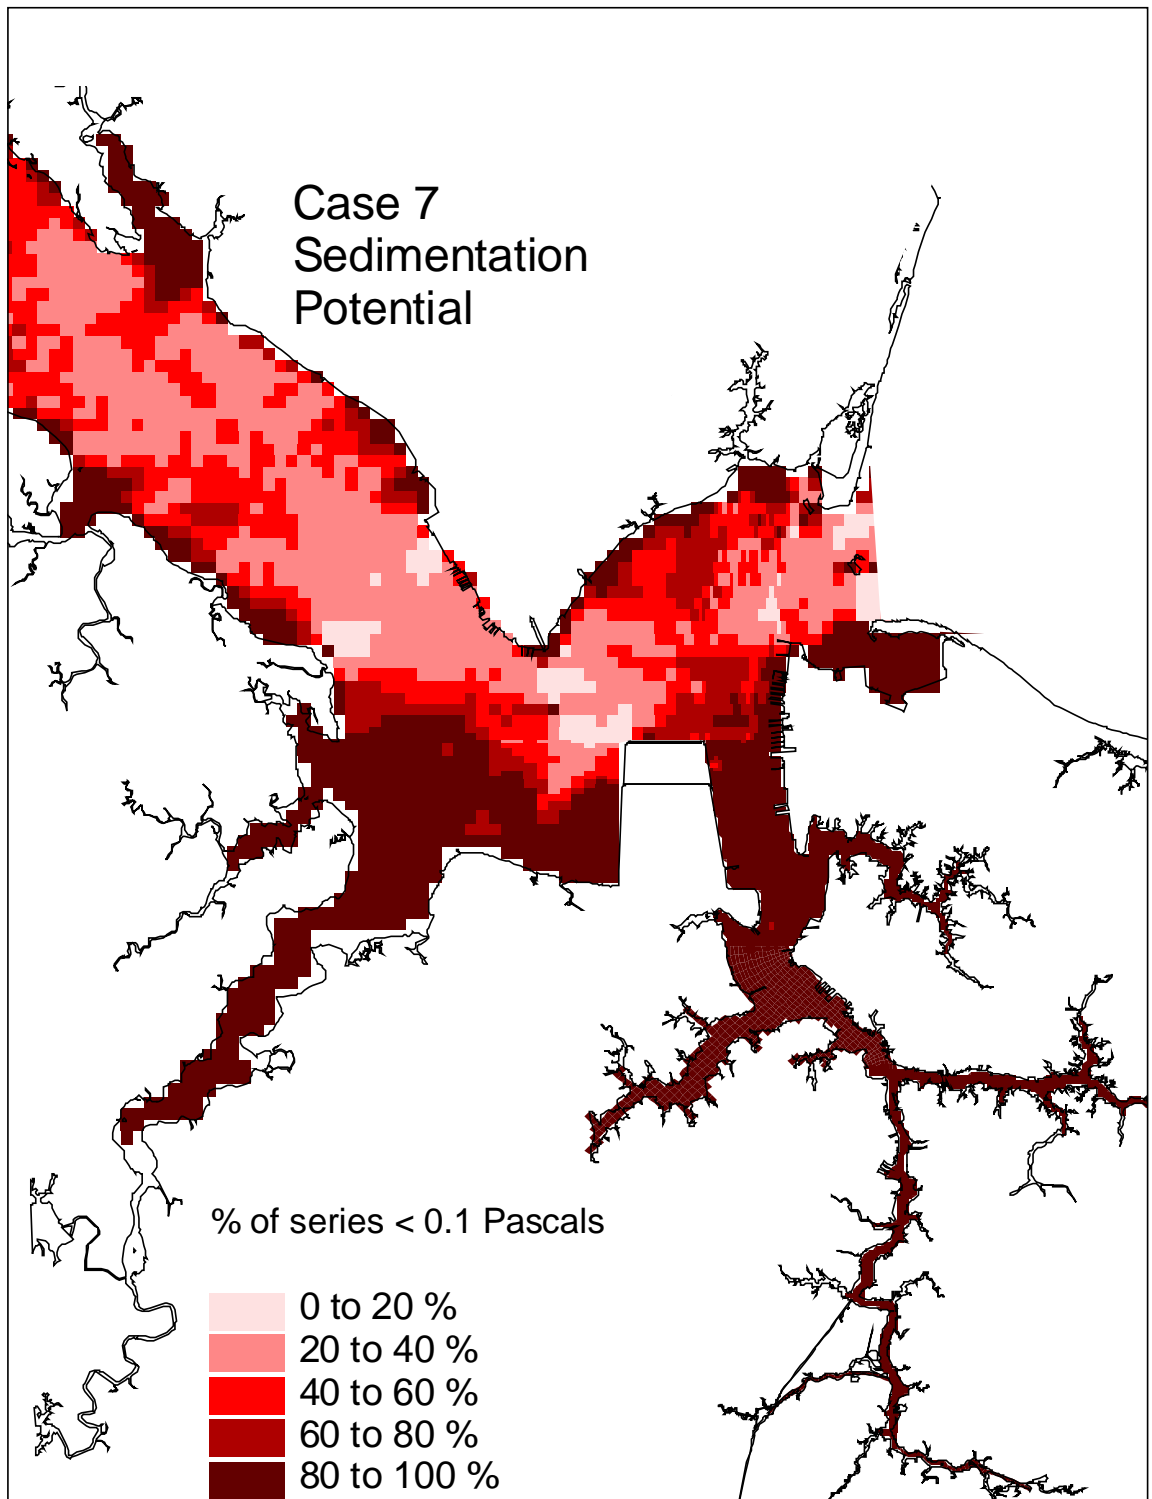 Case 7
Sedimentation
Potential
% of series < 0.1 Pascals
0 to 20 %
20 to 40 %
40 to 60 %
60 to 80 %
80 to 100 %